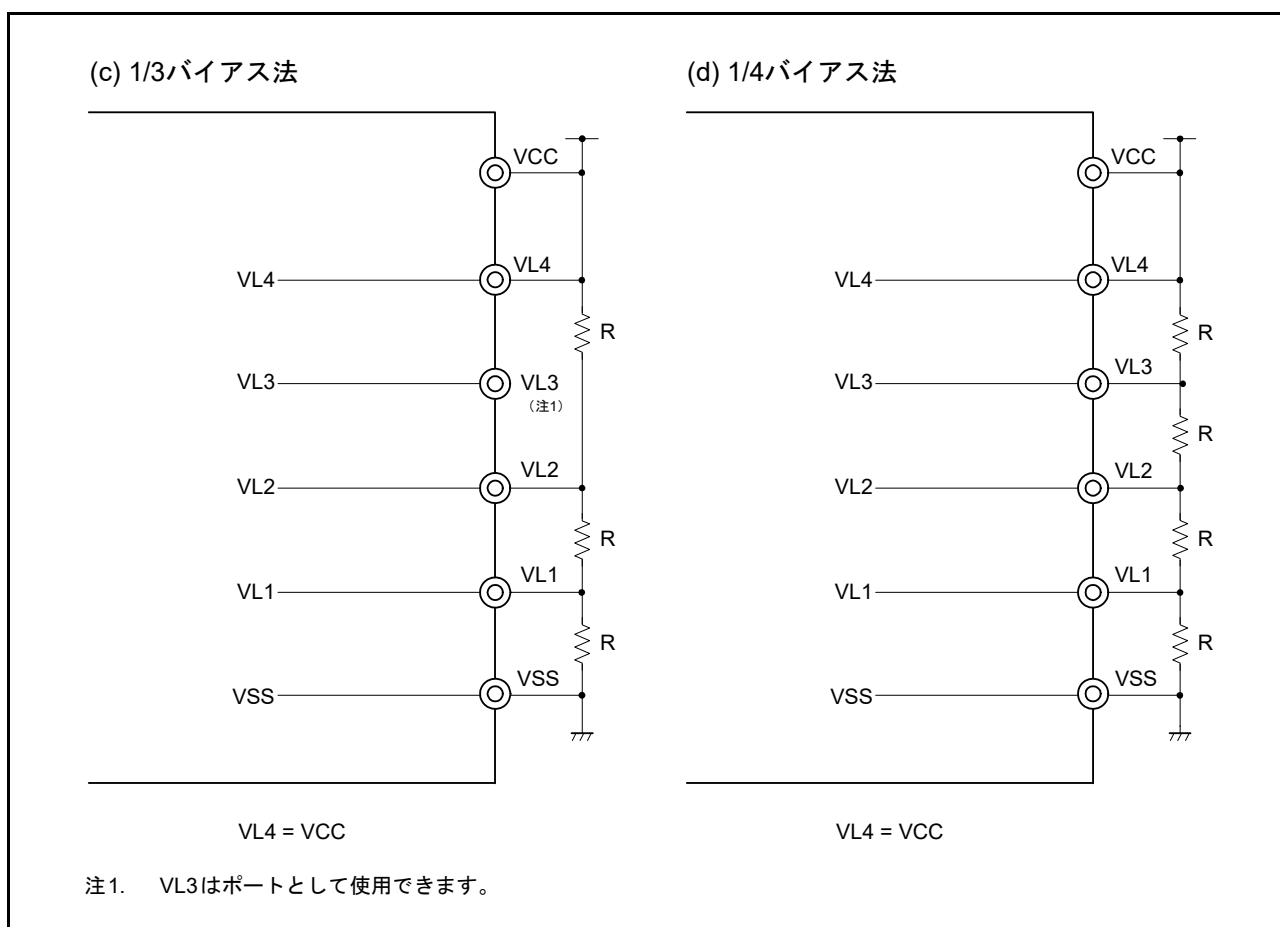 (c) 1/3バイアス法
VCC
VL4
VL4
R
VL3
VL3
（注1）
VL2
VL2
R
VL1
VL1
R
VSS
VSS
VL4 = VCC
(d) 1/4バイアス法
VCC
VL4
VL4
R
VL3
VL3
R
VL2
VL2
R
VL1
VL1
R
VSS
VSS
VL4 = VCC
注1. VL3はポートとして使用できます。